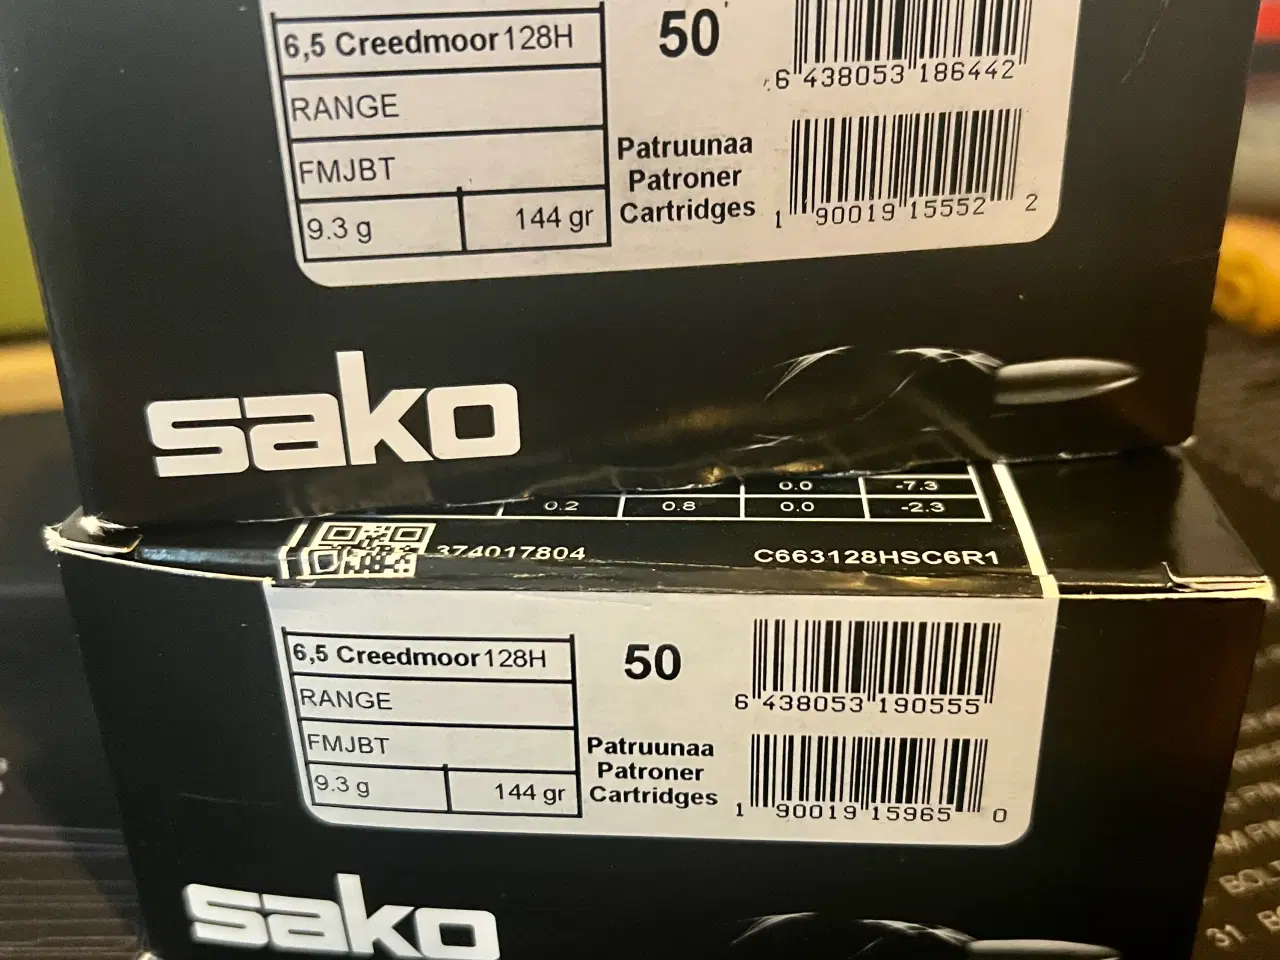 6,5 Creedmoor 128H
50
RANGE
FMJBT
9.3 g
144 gr
Patruunaa
Patroner
Cartridges
6 438053 186442
1 90019 15552 2
sako
0.0 -7.3
0.2 0.8 0.0 -2.3
374017804
C663128HSC6R1
6,5 Creedmoor 128H
50
RANGE
FMJBT
9.3 g
144 gr
Patruunaa
Patroner
Cartridges
6 438053 190555
1 90019 15965 0
sako
31